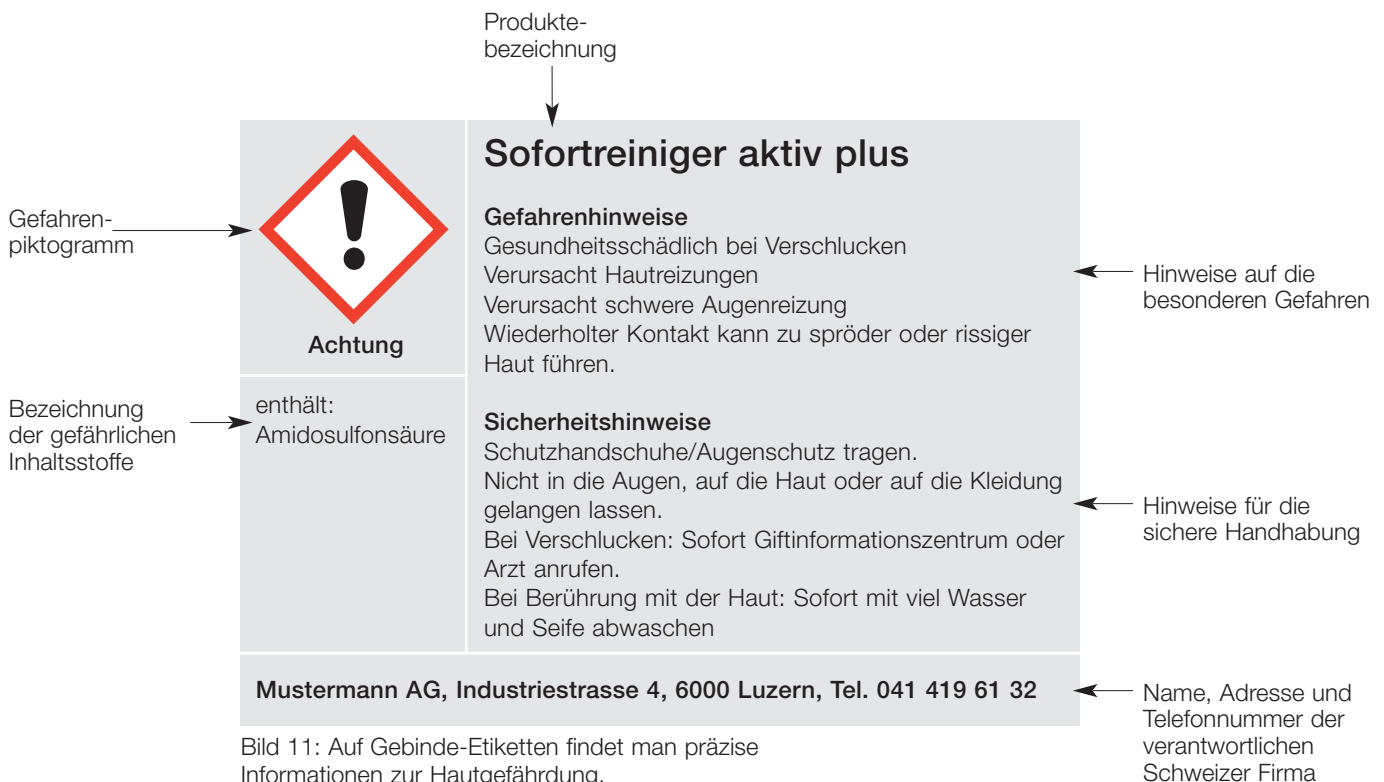 Produkte-
bezeichnung
Gefahren-
piktogramm
Achtung
Bezeichnung
der gefährlichen
Inhaltsstoffe
enthält:
Amidosulfonsäure
Sofortreiniger aktiv plus
Gefahrenhinweise
Gesundheitsschädlich bei Verschlucken
Verursacht Hautreizungen
Verursacht schwere Augenreizung
Wiederholter Kontakt kann zu spröder oder rissiger
Haut führen.
Hinweise auf die
besonderen Gefahren
Sicherheitshinweise
Schutzhandschuhe/Augenschutz tragen.
Nicht in die Augen, auf die Haut oder auf die Kleidung
gelangen lassen.
Bei Verschlucken: Sofort Giftinformationszentrum oder
Arzt anrufen.
Bei Berührung mit der Haut: Sofort mit viel Wasser
und Seife abwaschen
Hinweise für die
sichere Handhabung
Mustermann AG, Industriestrasse 4, 6000 Luzern, Tel. 041 419 61 32
Name, Adresse und
Telefonnummer der
verantwortlichen
Schweizer Firma
Bild 11: Auf Gebinde-Etiketten findet man präzise
Informationen zur Hautgefährdung.